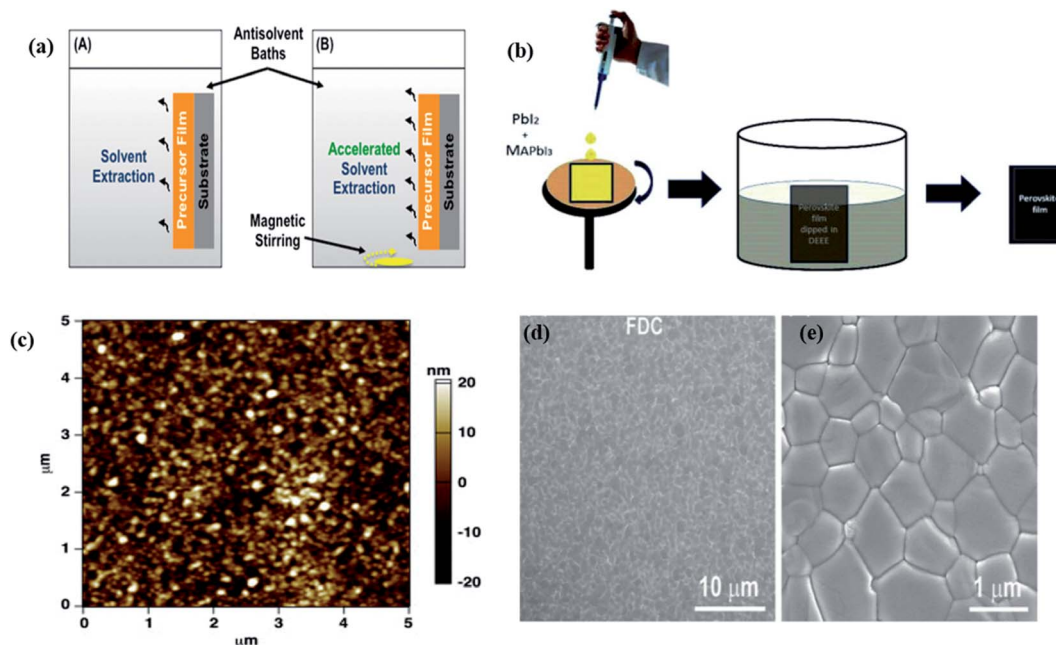 (a)
(A)
Antisolvent
Baths
(B)
Solvent
Extraction
Precursor Film
Substrate
Accelerated
Solvent
Extraction
Magnetic
Stirring
Precursor Film
Substrate
(b)
PbI₂
+
MAPbI₃
Perovskite
film
dipped in
DEEE
Perovskite
film
(c)
5
4
3
2
1
0
μm
0
1
2
3
4
5
μm
nm
20
10
0
-10
-20
(d)
FDC
10 μm
(e)
1 μm